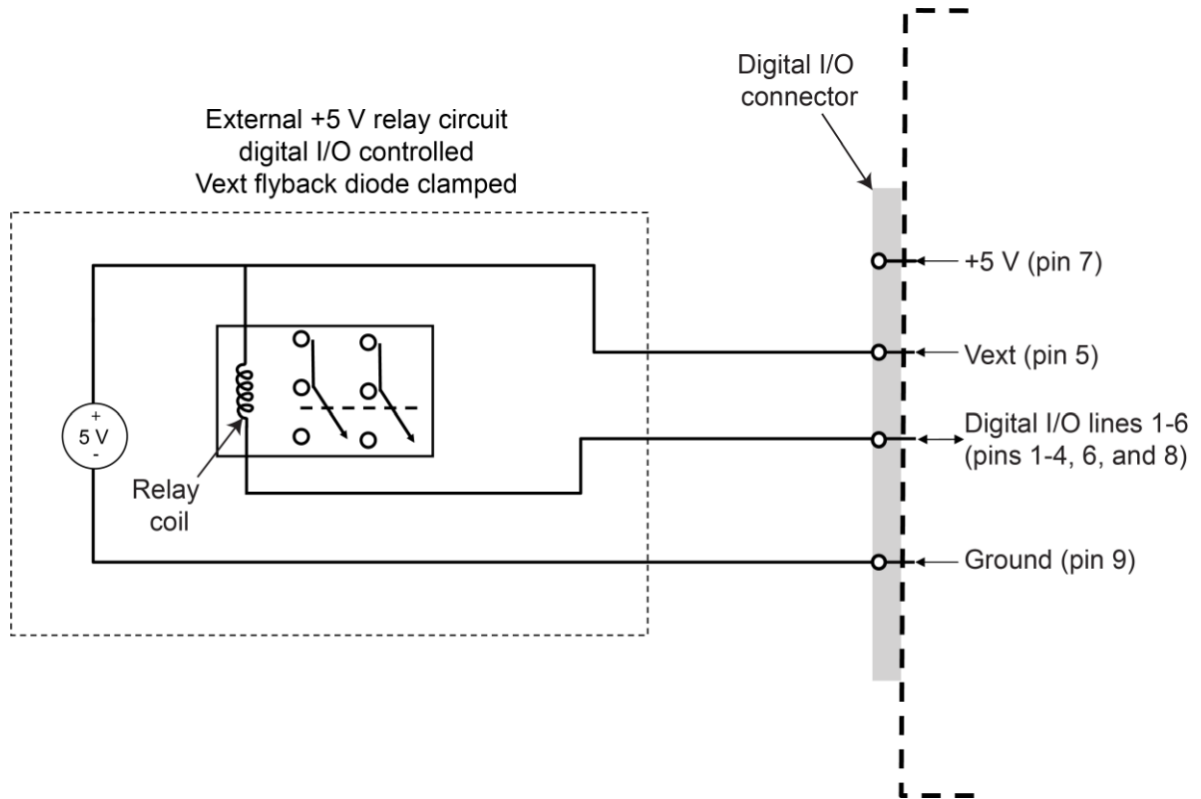 Digital I/O
connector
External +5 V relay circuit
digital I/O controlled
Vext flyback diode clamped
+5 V (pin 7)
Vext (pin 5)
Digital I/O lines 1-6
(pins 1-4, 6, and 8)
+
5 V
-
Relay
coil
Ground (pin 9)